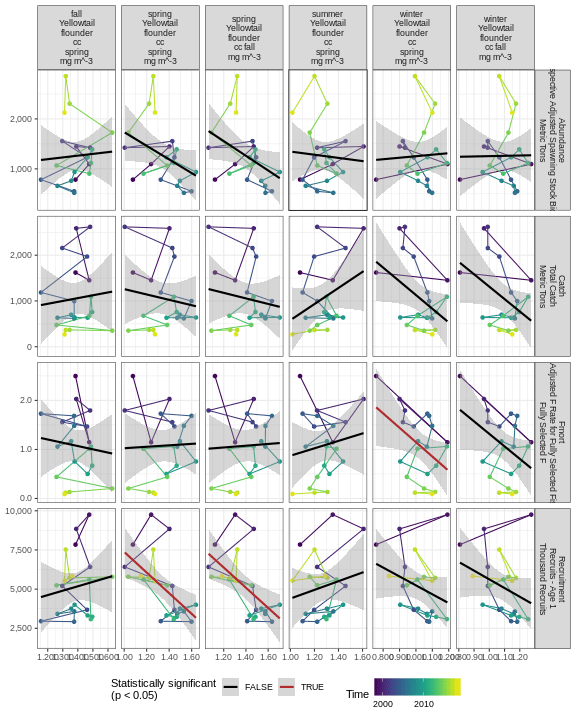 fall
Yellowtail
flounder
cc
spring
mg m^-3
spring
Yellowtail
flounder
cc
spring
mg m^-3
spring
Yellowtail
flounder
cc fall
mg m^-3
summer
Yellowtail
flounder
cc
spring
mg m^-3
winter
Yellowtail
flounder
cc
spring
mg m^-3
winter
Yellowtail
flounder
cc fall
mg m^-3
2,000
1,000
Abundance
Adjusted Spawning Stock
Metric Tons
2,000
1,000
0
Catch
Total Catch
Metric Tons
2.0
1.0
0.0
Fmort
Adjusted F Rate for Fully Selected
Fully Selected F
10,000
7,500
5,000
2,500
Recruitment
Recruits - Age 1
Thousand Recruits
1.20
1.00 1.20 1.40 1.60
1.00 1.20 1.40 1.60
1.00 1.20 1.40 1.60
Statistically significant
(p < 0.05)
FALSE
TRUE
Time
2000
2010